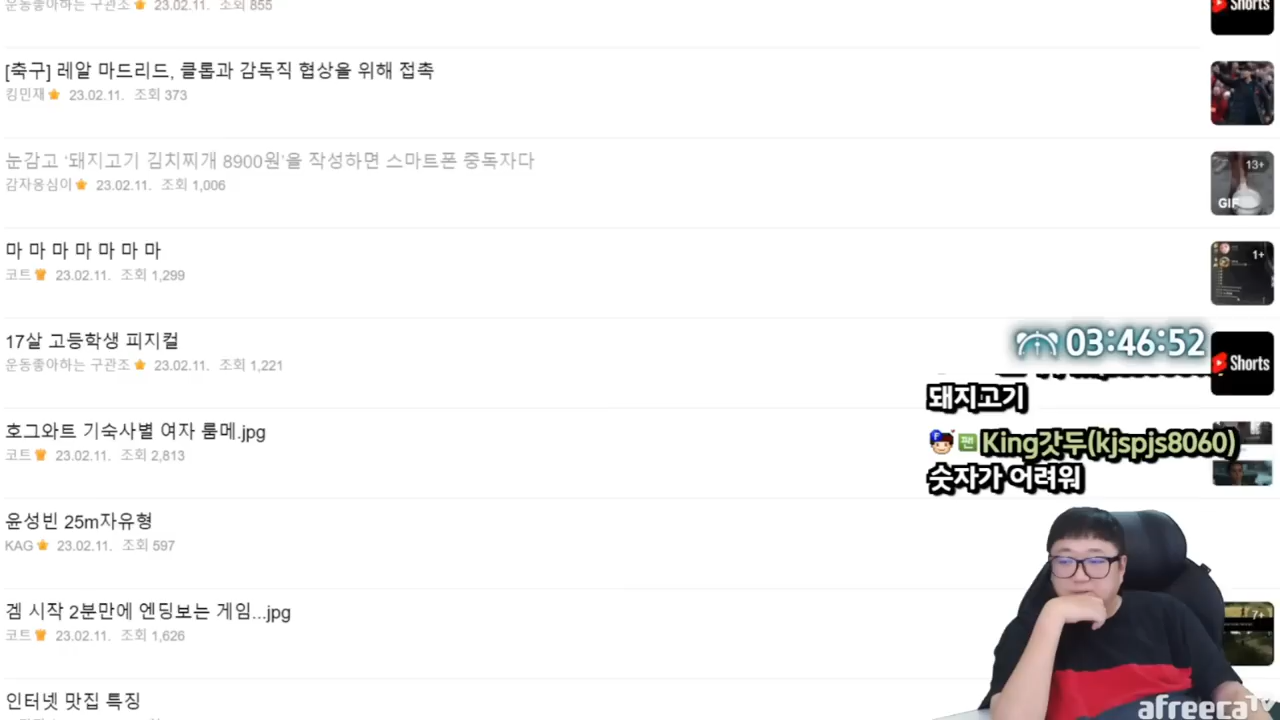 운동좋아하는 구관조 23.02.11. 조회 855
Shorts
[축구] 레알 마드리드, 클롭과 감독직 협상을 위해 접촉
킹민재 23.02.11. 조회 373
눈감고 ‘돼지고기 김치찌개 8900원’을 작성하면 스마트폰 중독자다
감자옹심이 23.02.11. 조회 1,006
13+
GIF
마 마 마 마 마 마 마
코트 23.02.11. 조회 1,299
1+
17살 고등학생 피지컬
운동좋아하는 구관조 23.02.11. 조회 1,221
03:46:52
Shorts
돼지고기
호그와트 기숙사별 여자 룸메.jpg
코트 23.02.11. 조회 2,813
팬 King갓두(kjspjs8060)
숫자가 어려워
윤성빈 25m자유형
KAG 23.02.11. 조회 597
겜 시작 2분만에 엔딩보는 게임...jpg
코트 23.02.11. 조회 1,626
7+
인터넷 맛집 특징
afreecaTV